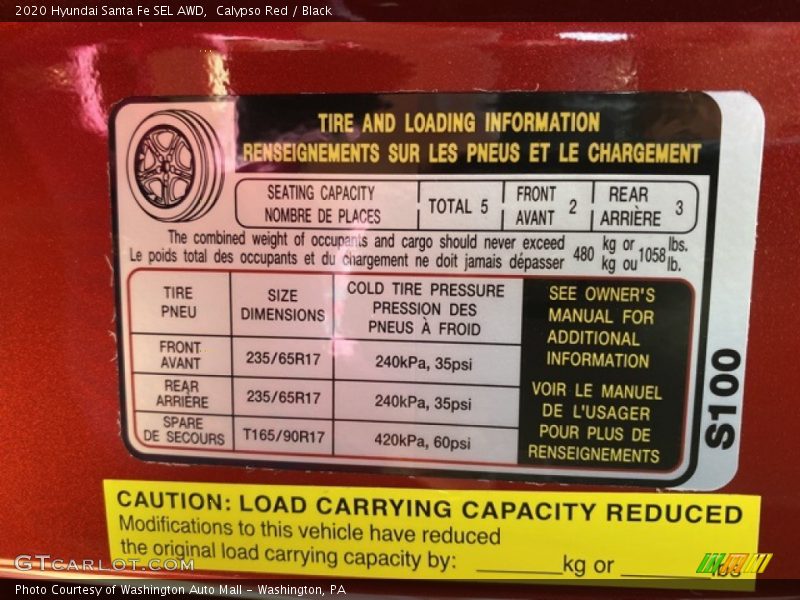 2020 Hyundai Santa Fe SEL AWD, Calypso Red / Black
TIRE AND LOADING INFORMATION
RENSEIGNEMENTS SUR LES PNEUS ET LE CHARGEMENT
SEATING CAPACITY
NOMBRE DE PLACES
TOTAL 5
FRONT
AVANT
2
REAR
ARRIÈRE
3
The combined weight of occupants and cargo should never exceed
Le poids total des occupants et du chargement ne doit jamais dépasser
480
kg or
kg ou
1058
lbs.
lb.
TIRE
PNEU
SIZE
DIMENSIONS
COLD TIRE PRESSURE
PRESSION DES
PNEUS À FROID
FRONT
AVANT
235/65R17
240kPa, 35psi
REAR
ARRIÈRE
235/65R17
240kPa, 35psi
SPARE
DE SECOURS
T165/90R17
420kPa, 60psi
SEE OWNER'S
MANUAL FOR
ADDITIONAL
INFORMATION
VOIR LE MANUEL
DE L'USAGER
POUR PLUS DE
RENSEIGNEMENTS
S100
CAUTION: LOAD CARRYING CAPACITY REDUCED
Modifications to this vehicle have reduced
the original load carrying capacity by: ______kg or ______lbs
GTCARLOT.COM
Photo Courtesy of Washington Auto Mall - Washington, PA